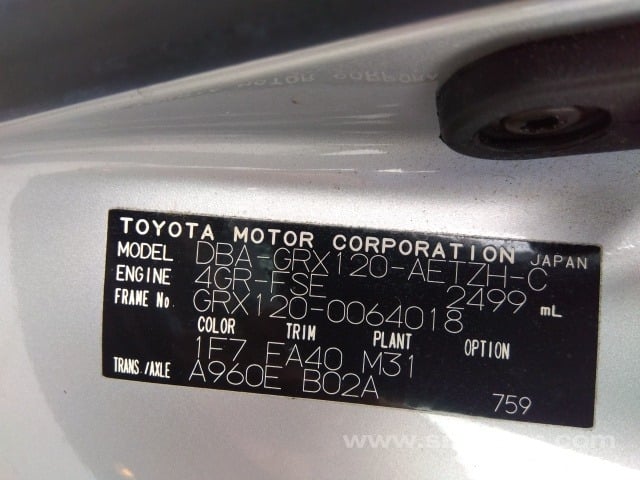 TOYOTA MOTOR CORPORATION JAPAN
MODEL DBA-GRX120-AETZH-C
ENGINE 4GR-FSE 2499 mL
FRAME No. GRX120-0064018
COLOR TRIM PLANT OPTION
1F7 FA40 M31
TRANS./AXLE A960E B02A
759